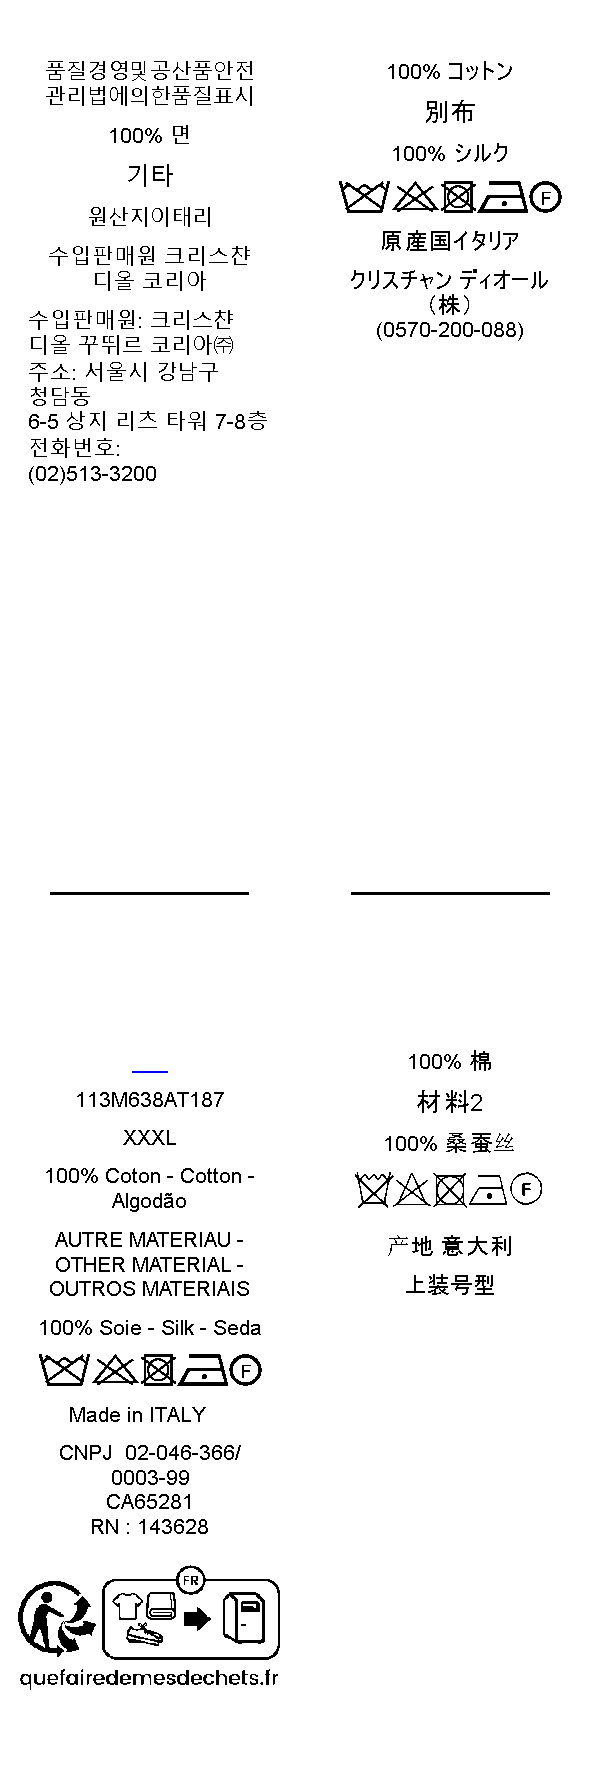 품질경영및공산품안전
관리법에의한품질표시
100% 면
기타
원산지이태리
수입판매원 크리스챤
디올 코리아
수입판매원: 크리스챤
디올 꾸뛰르 코리아㈜
주소: 서울시 강남구
청담동
6-5 상지 리츠 타워 7-8층
전화번호:
(02)513-3200
100% コットン
別布
100% シルク
F
原産国イタリア
クリスチャン ディオール
（株）
(0570-200-088)
113M638AT187
XXXL
100% Coton - Cotton -
Algodão
AUTRE MATERIAU -
OTHER MATERIAL -
OUTROS MATERIAIS
100% Soie - Silk - Seda
F
Made in ITALY
CNPJ 02-046-366/
0003-99
CA65281
RN : 143628
FR
quefairedemesdechets.fr
100% 棉
材料2
100% 桑蚕丝
F
产地 意大利
上装号型